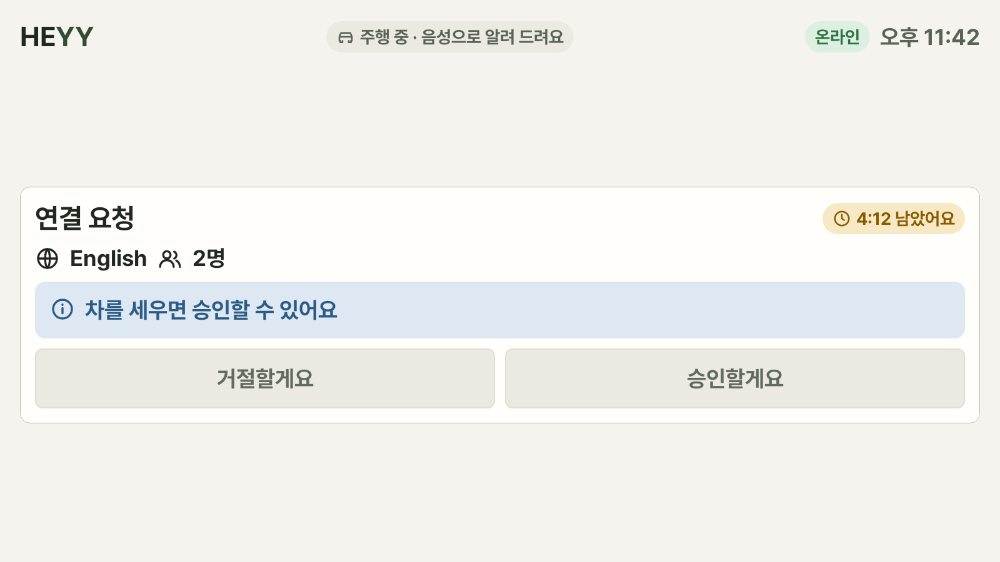 HEYY
주행 중 · 음성으로 알려 드려요
온라인 오후 11:42
연결 요청
4:12 남았어요
English 2명
차를 세우면 승인할 수 있어요
거절할게요
승인할게요